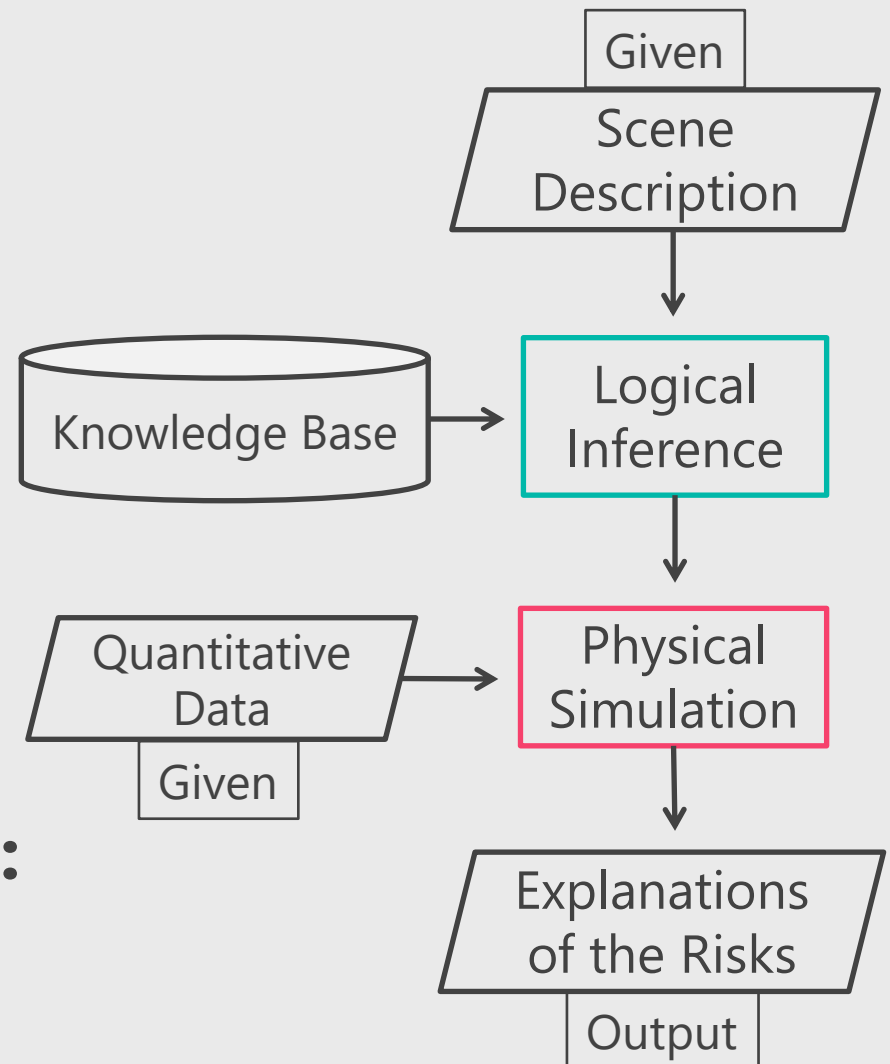 Given
Scene
Description
Knowledge Base
Logical
Inference
Quantitative
Data
Given
Physical
Simulation
:
Explanations
of the Risks
Output